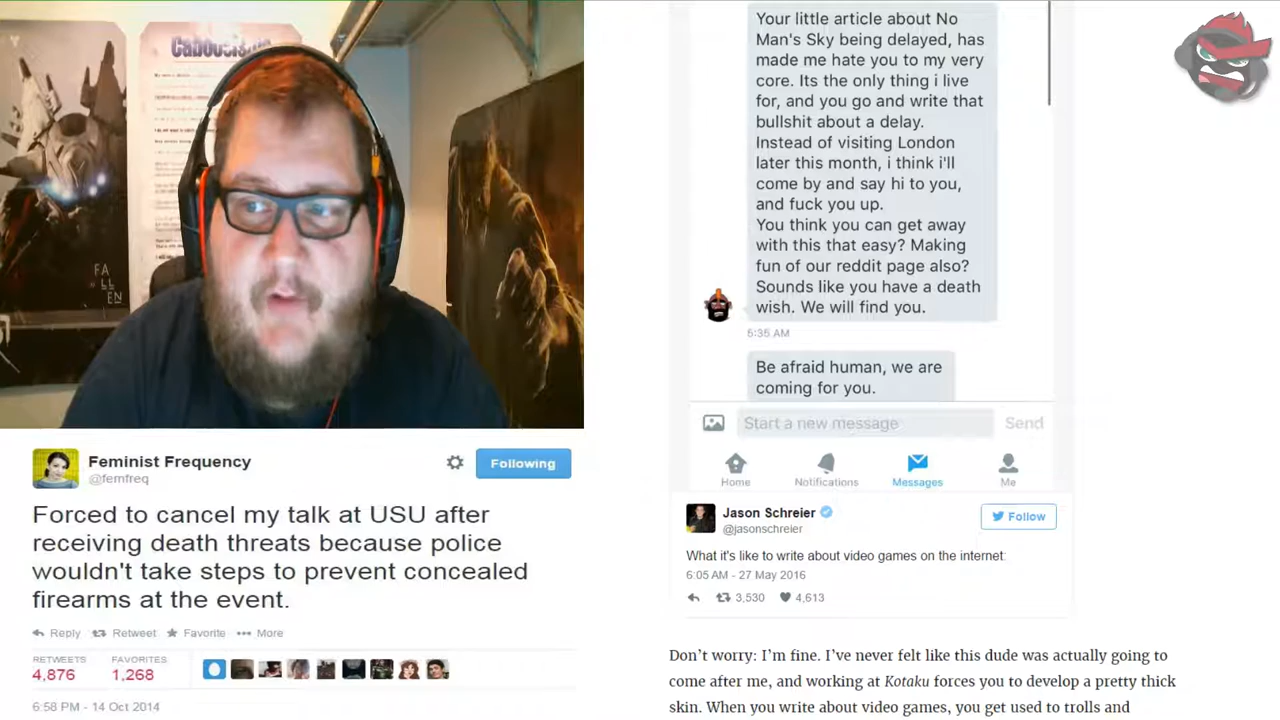 Caboose
FA
LL
EN
Feminist Frequency
@femfreq
Following
Forced to cancel my talk at USU after
receiving death threats because police
wouldn't take steps to prevent concealed
firearms at the event.
Reply Retweet Favorite More
RETWEETS FAVORITES
4,876 1,268
6:58 PM - 14 Oct 2014
Your little article about No
Man's Sky being delayed, has
made me hate you to my very
core. Its the only thing i live
for, and you go and write that
bullshit about a delay.
Instead of visiting London
later this month, i think i'll
come by and say hi to you,
and fuck you up.
You think you can get away
with this that easy? Making
fun of our reddit page also?
Sounds like you have a death
wish. We will find you.
5:35 AM
Be afraid human, we are
coming for you.
Start a new message Send
Home Notifications Messages Me
Jason Schreier
@jasonschreier
Follow
What it's like to write about video games on the internet:
6:05 AM - 27 May 2016
3,530 4,613
Don't worry: I'm fine. I've never felt like this dude was actually going to
come after me, and working at Kotaku forces you to develop a pretty thick
skin. When you write about video games, you get used to trolls and